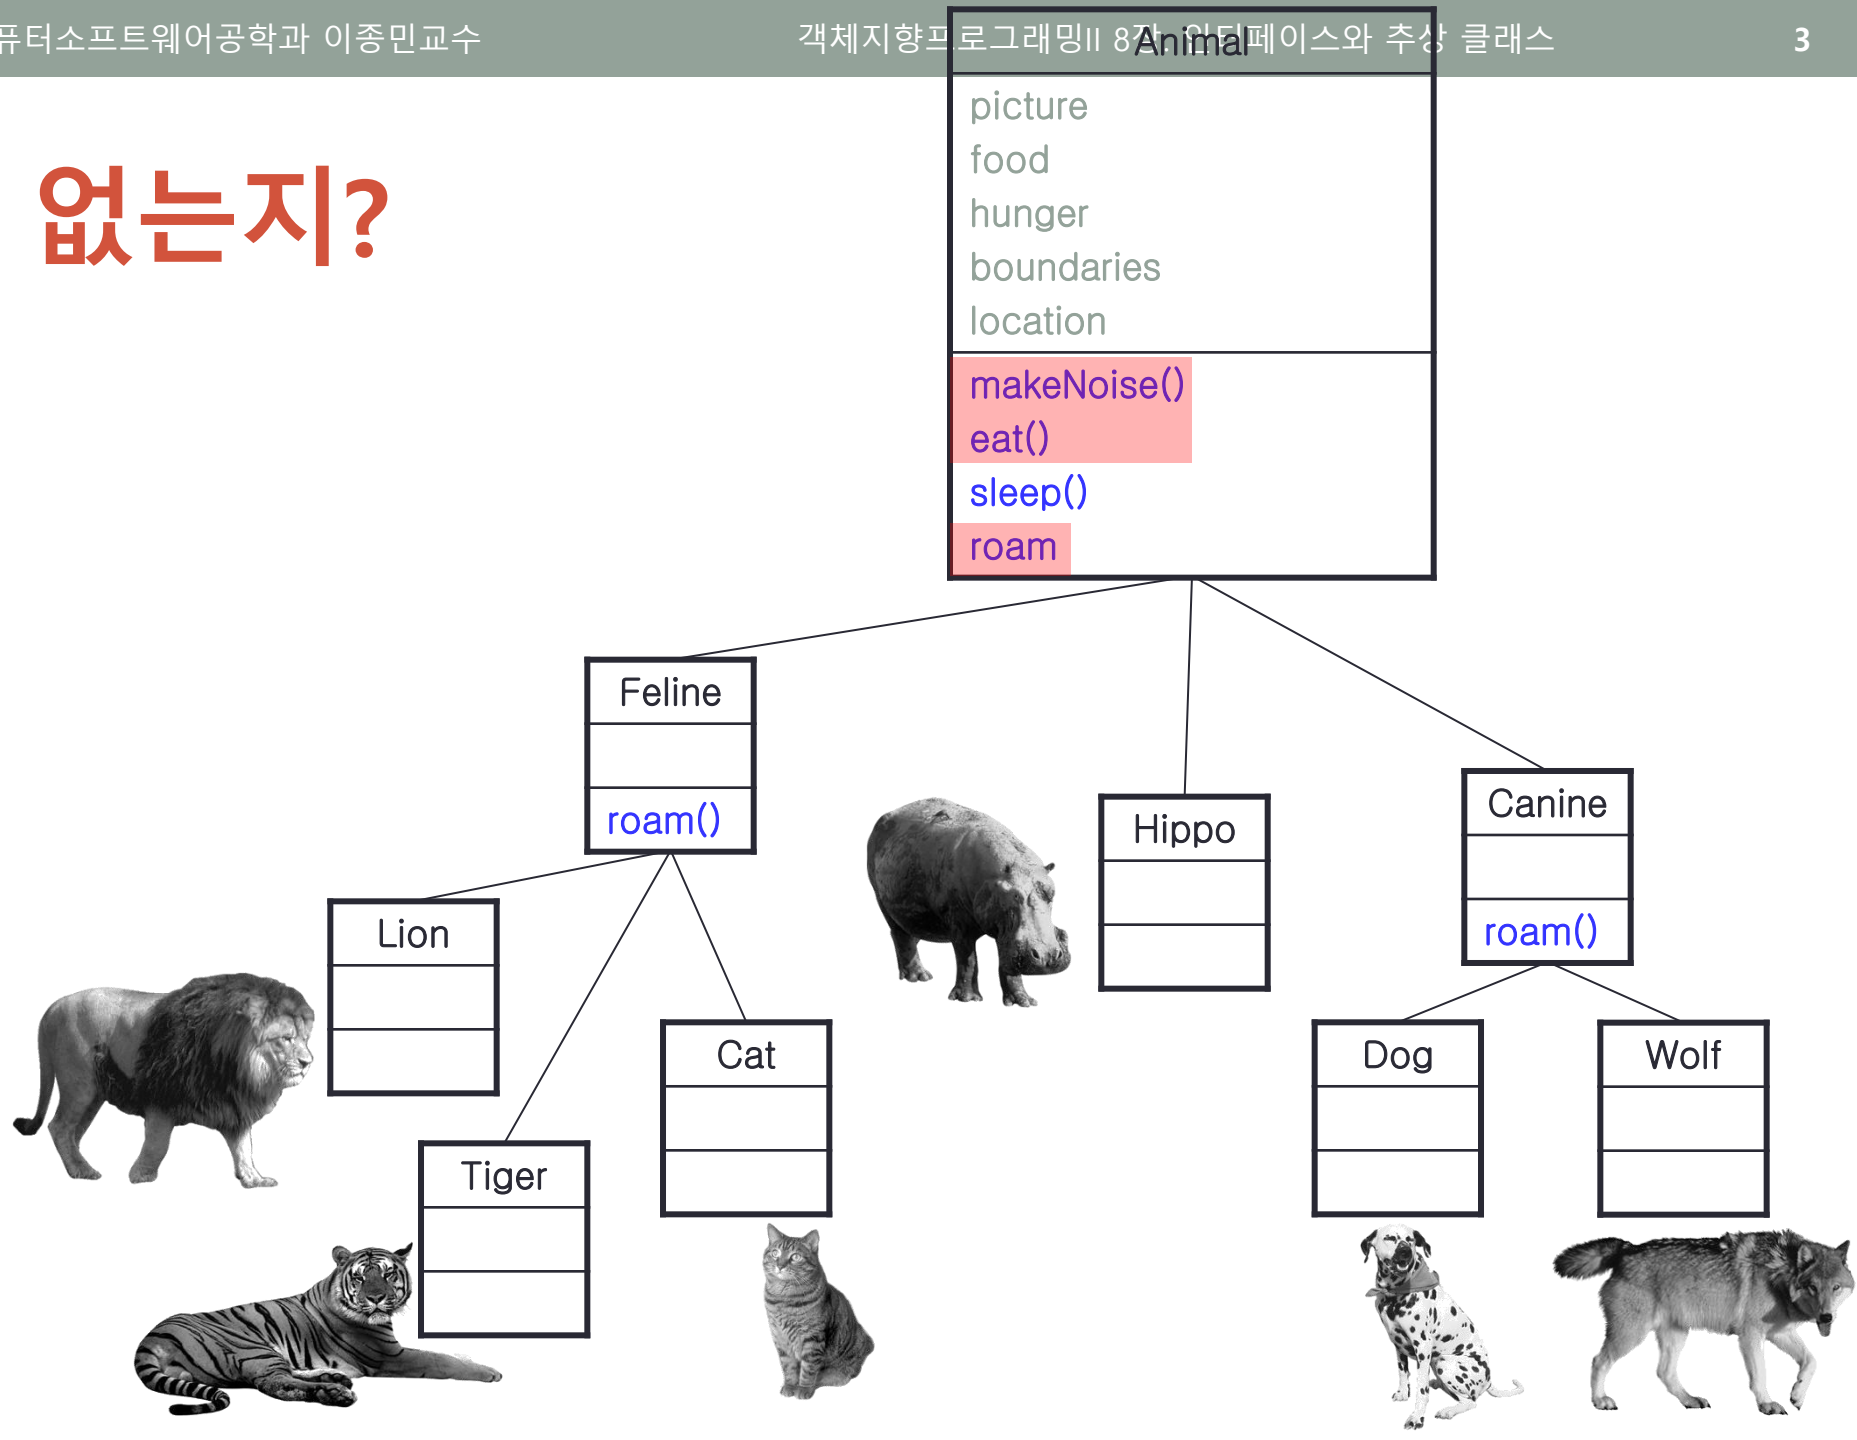 퓨터소프트웨어공학과 이종민교수
객체지향프로그래밍II 8장. 인터페이스와 추상 클래스
3
없는지?
Animal
picture
food
hunger
boundaries
location
makeNoise()
eat()
sleep()
roam
Feline
roam()
Hippo
Canine
roam()
Lion
Cat
Dog
Wolf
Tiger